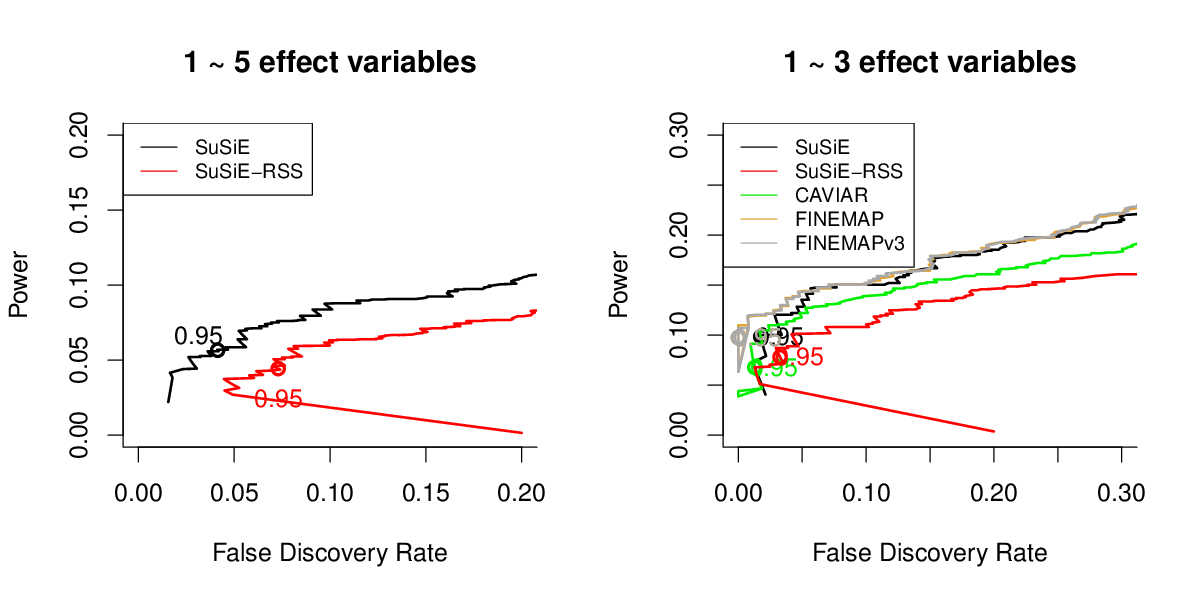 1 ~ 5 effect variables
Power
0.20
0.15
0.10
0.05
0.00
SuSiE
SuSiE−RSS
0.95
0.95
0.00 0.05 0.10 0.15 0.20
False Discovery Rate
1 ~ 3 effect variables
Power
0.30
0.20
0.10
0.00
SuSiE
SuSiE−RSS
CAVIAR
FINEMAP
FINEMAPv3
0.95
0.95
0.95
0.00 0.10 0.20 0.30
False Discovery Rate